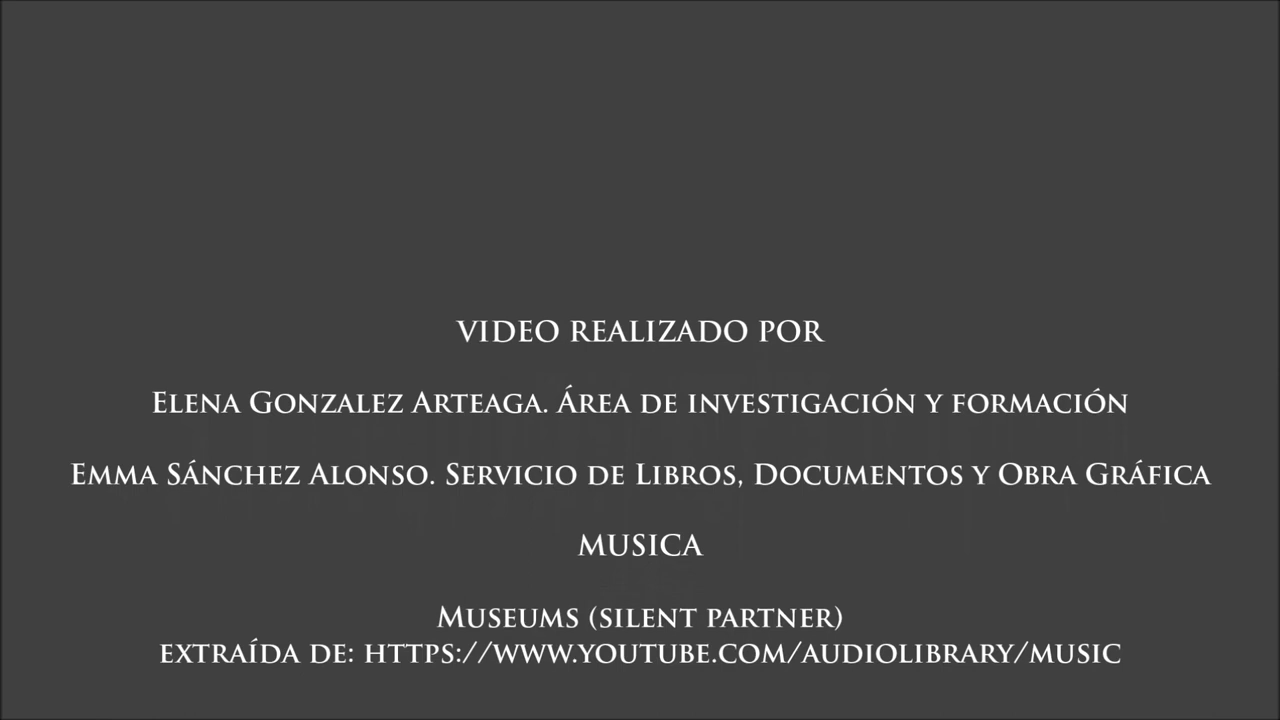 VIDEO REALIZADO POR
Elena Gonzalez Arteaga. Área de investigación y formación
Emma Sánchez Alonso. Servicio de Libros, Documentos y Obra Gráfica
MUSICA
Museums (silent partner)
extraída de: https://www.youtube.com/audiolibrary/music